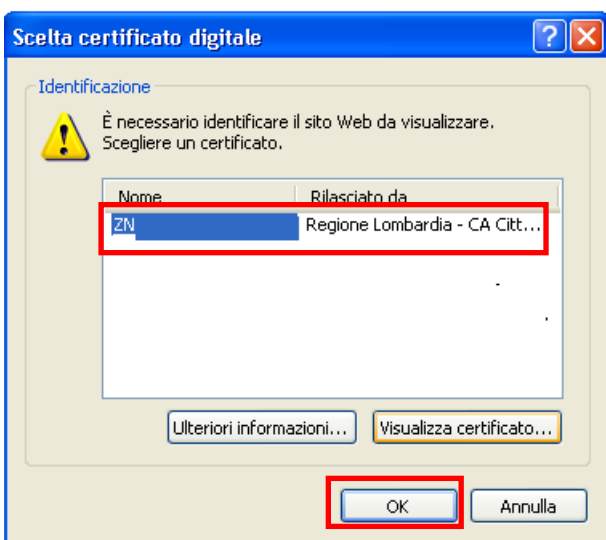 Scelta certificato digitale
Identificazione
È necessario identificare il sito Web da visualizzare.
Scegliere un certificato.
Nome Rilasciato da
ZN Regione Lombardia - CA Citt...
Ulteriori informazioni... Visualizza certificato...
OK Annulla